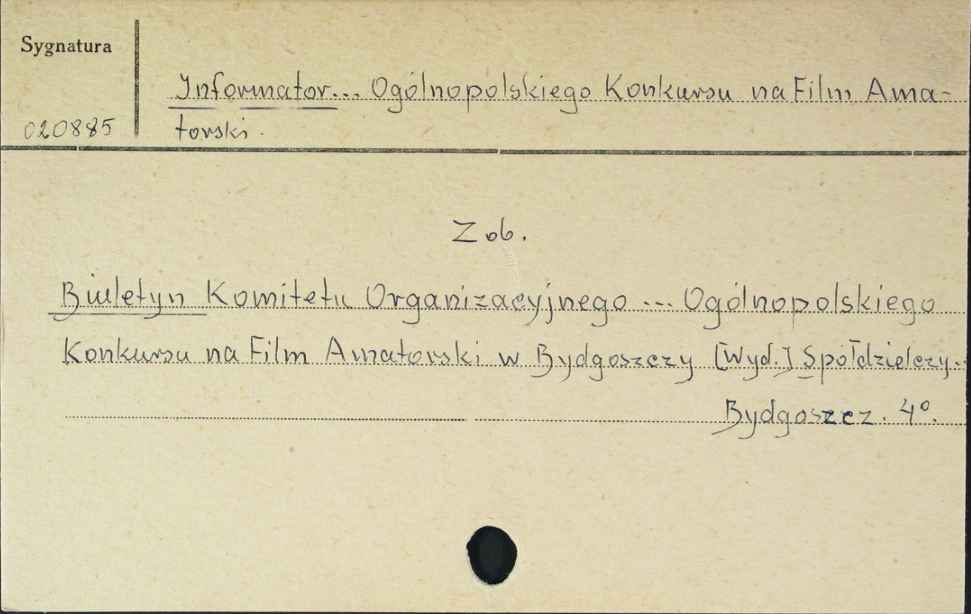 Sygnatura
Informator... Ogólnopolskiego Konkursu na Film Ama-
020885
torski.
Zob.
Biuletyn Komitetu Organizacyjnego ... Ogólnopolskiego
Konkursu na Film Amatorski w Bydgoszczy [Wyd.] Spółdzielczy.
Bydgoszcz. 4º.